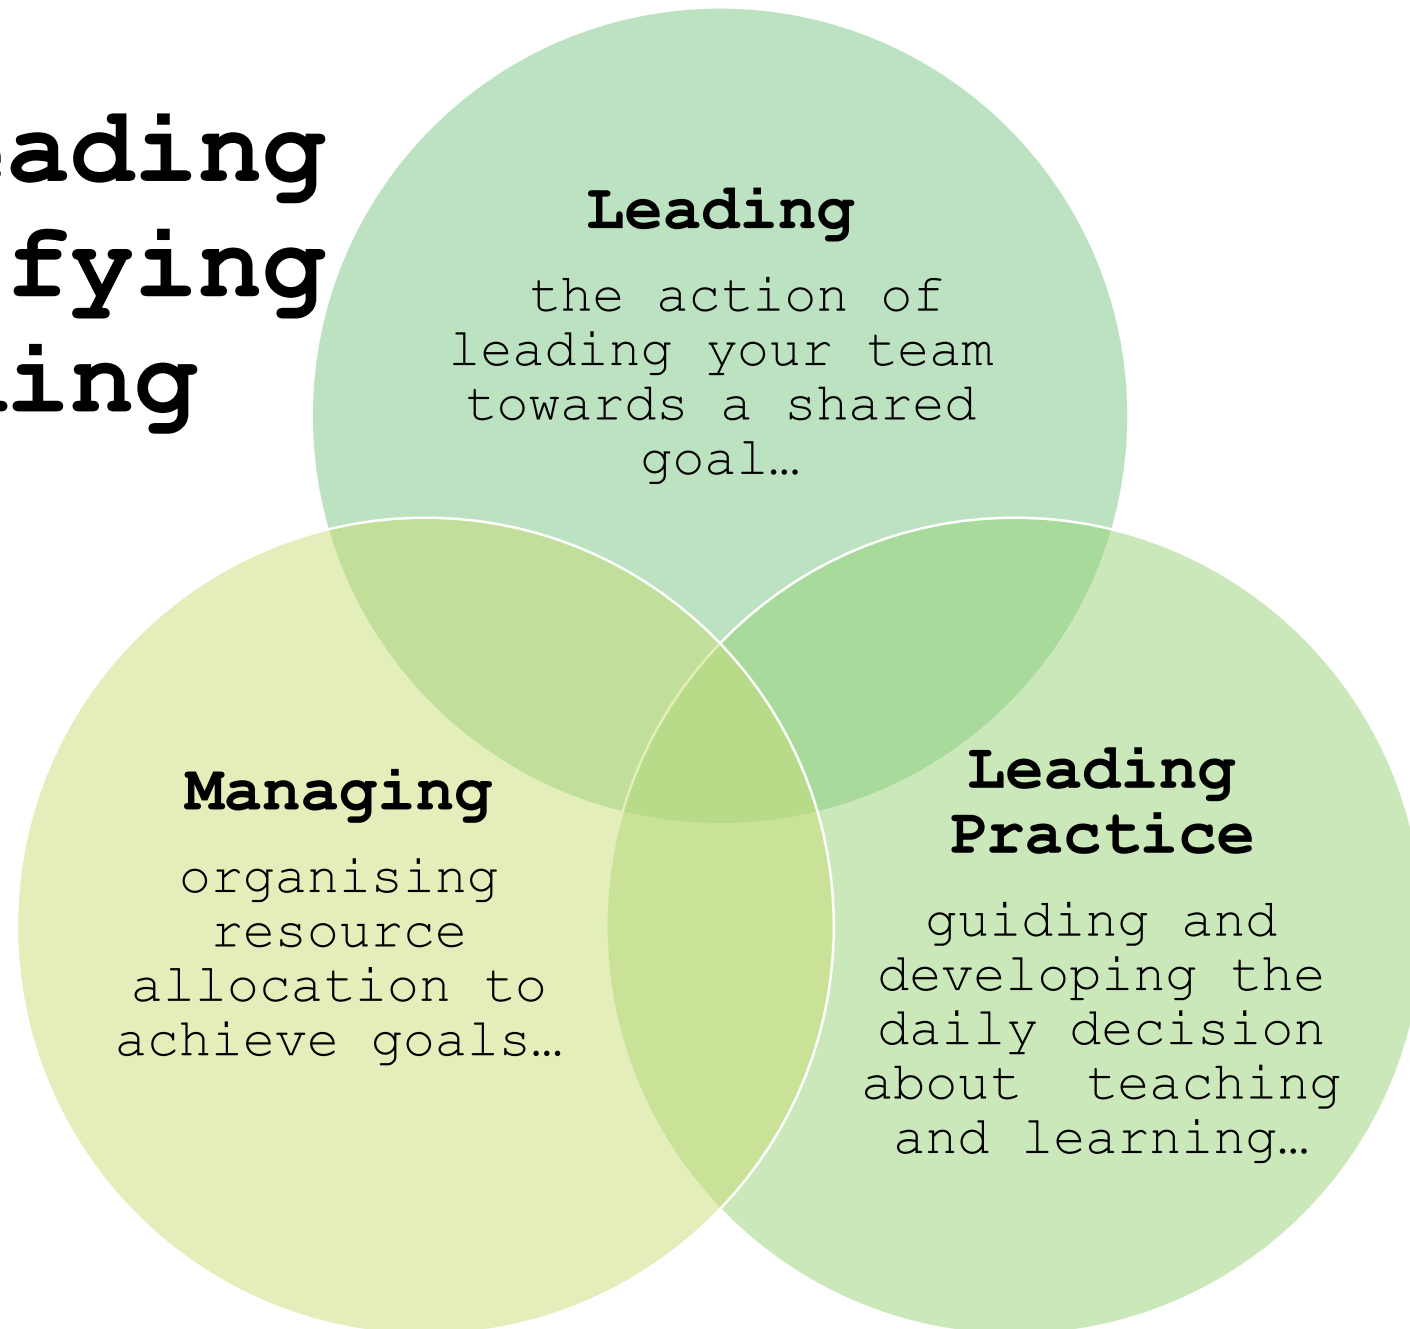 eading
fying
ing
Leading
the action of
leading your team
towards a shared
goal…
Managing
organising
resource
allocation to
achieve goals…
Leading
Practice
guiding and
developing the
daily decision
about  teaching
and learning…